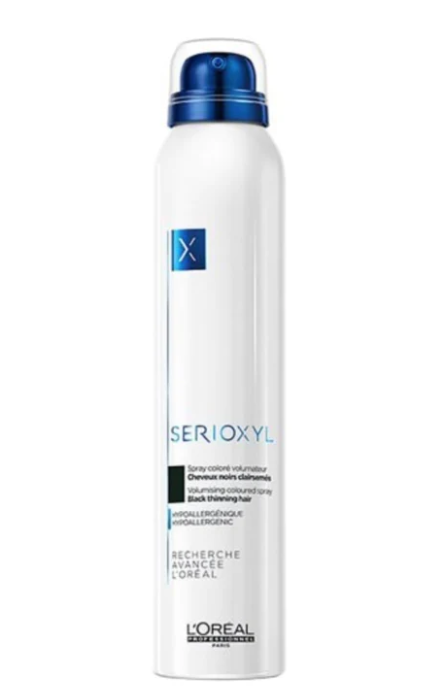 X
SERIOXYL
Spray coloré volumateur
Cheveux noirs clairsemés
Volumising coloured spray
Black thinning hair
HYPOALLERGÉNIQUE
HYPOALLERGENIC
RECHERCHE
AVANCÉE
L'ORÉAL
L'ORÉAL
PROFESSIONNEL
PARIS